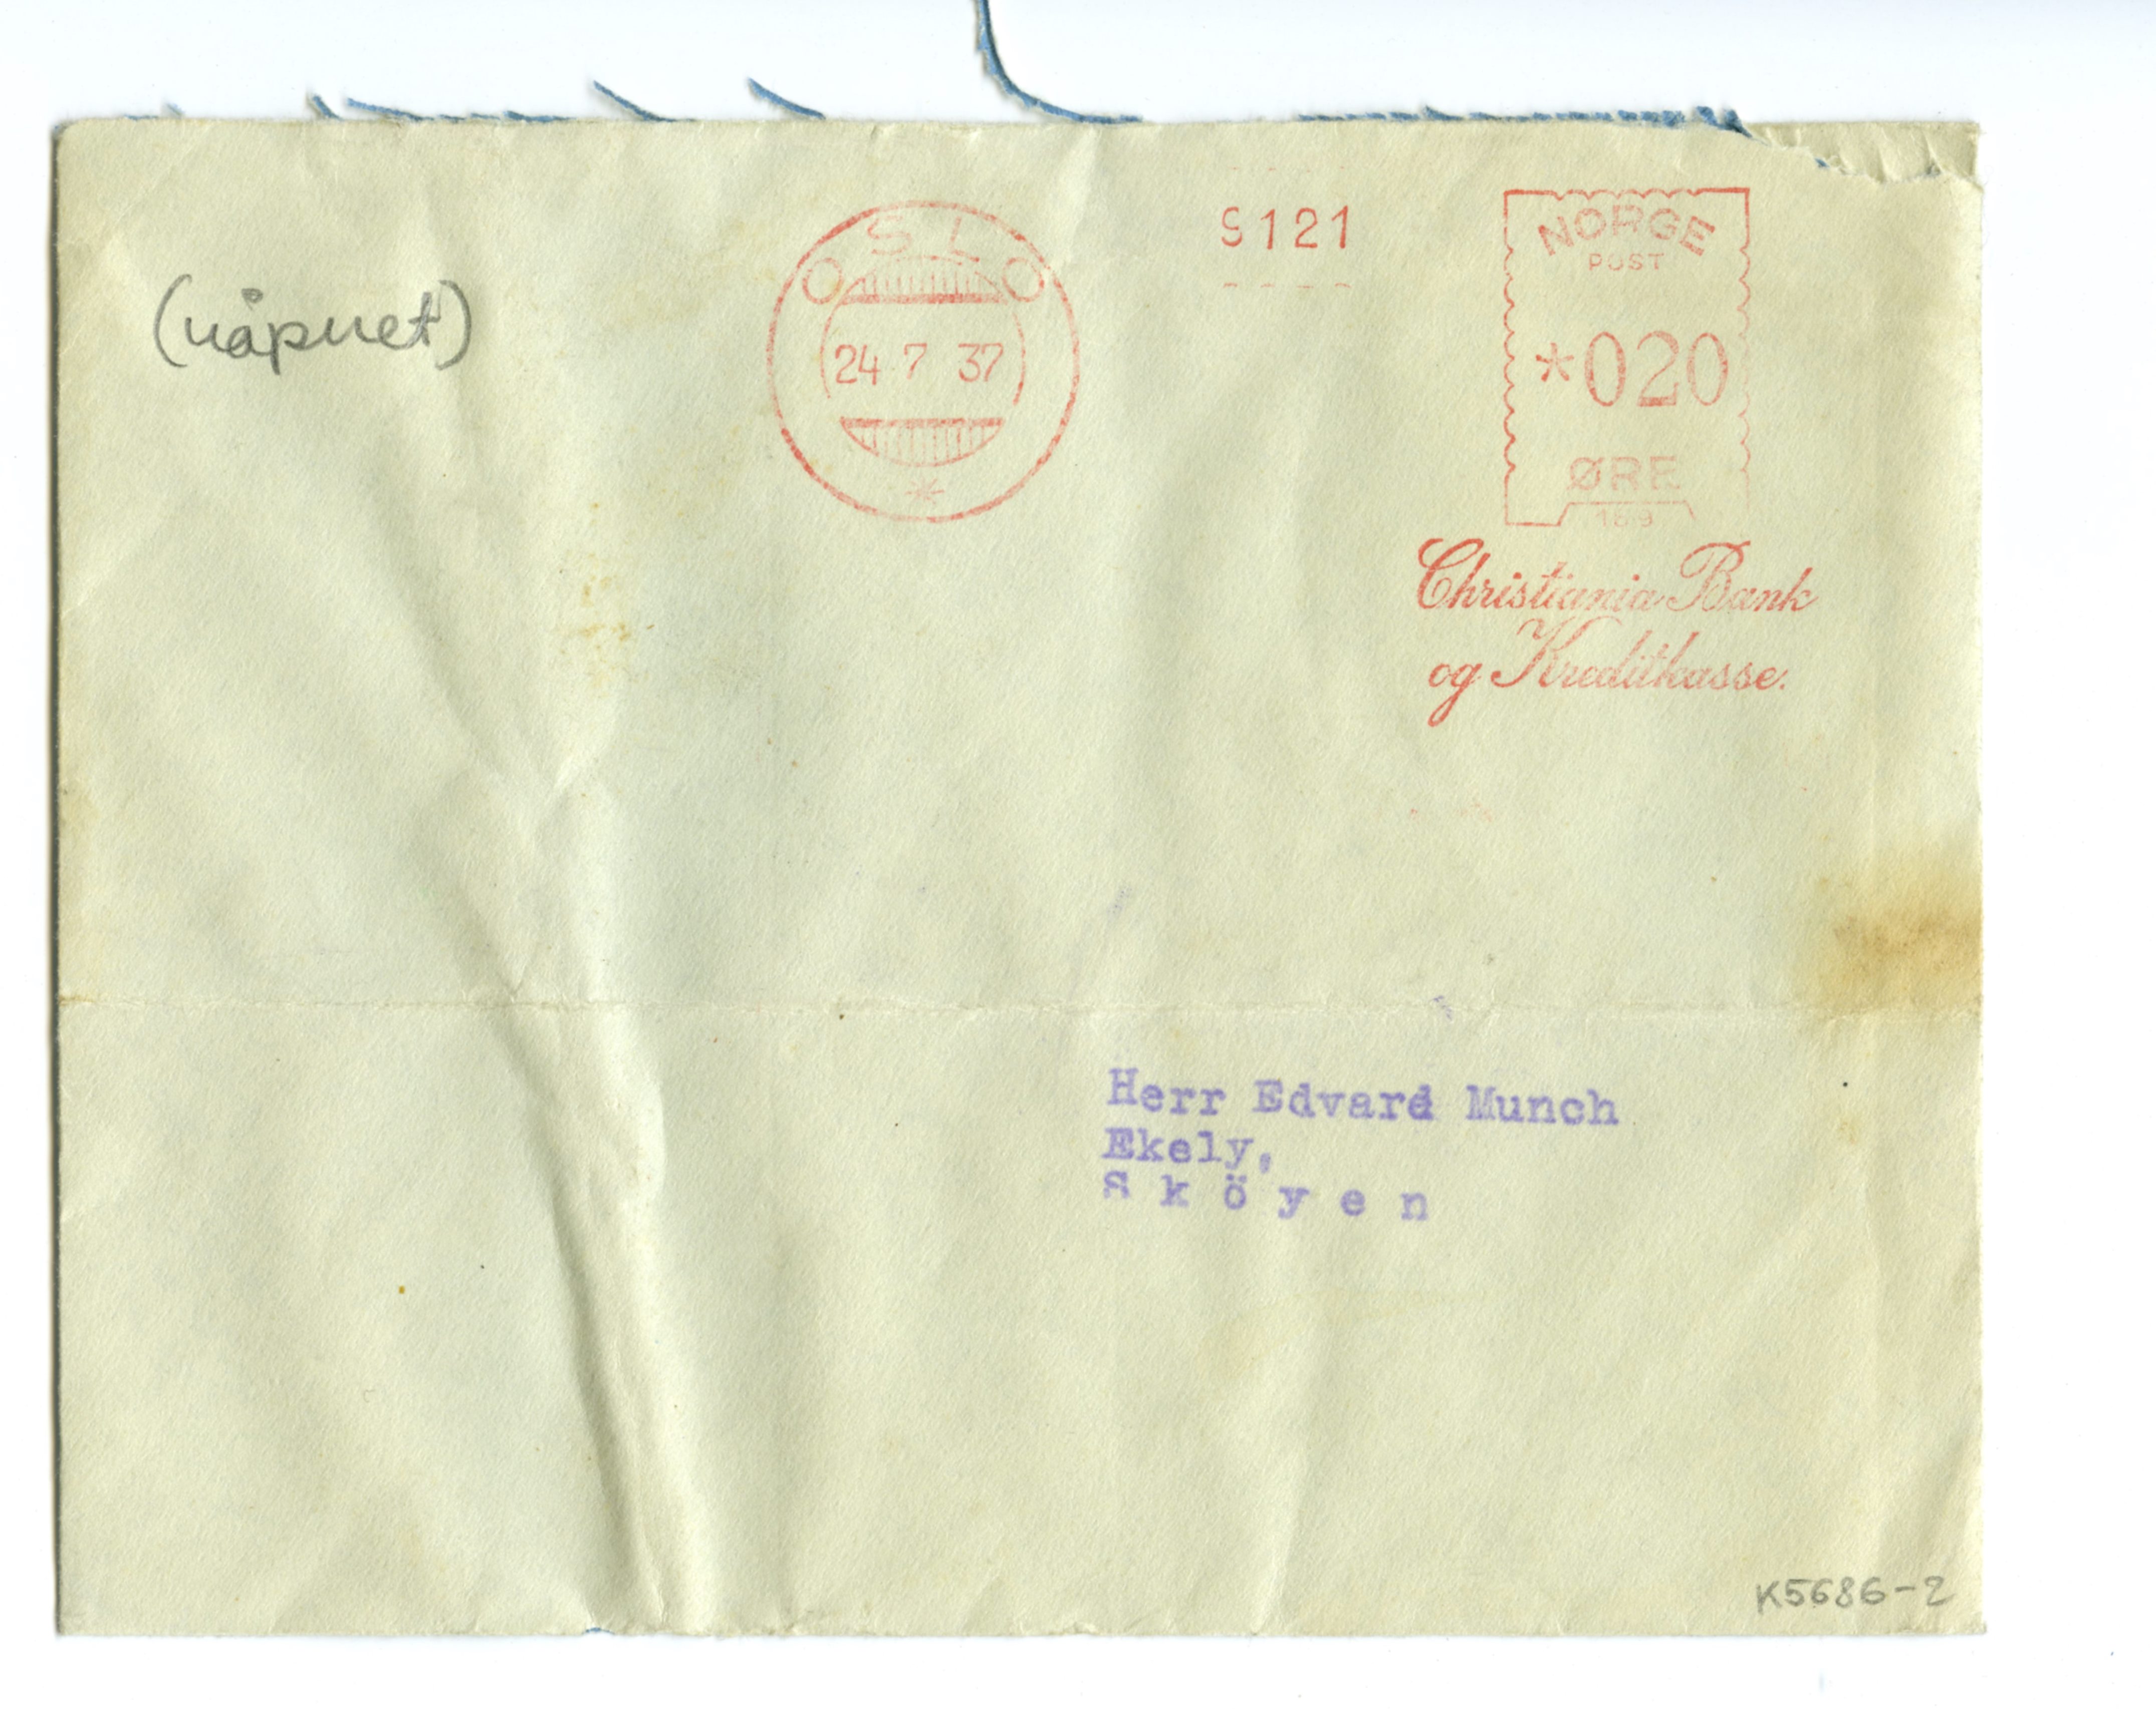 (uåpnet)
OSLO
24 7 37
9121
NORGE
POST
*020
ØRE
Christiania Bank
og Kreditkasse.
Herr Edvard Munch
Ekely,
S k ö y e n
K5686-2